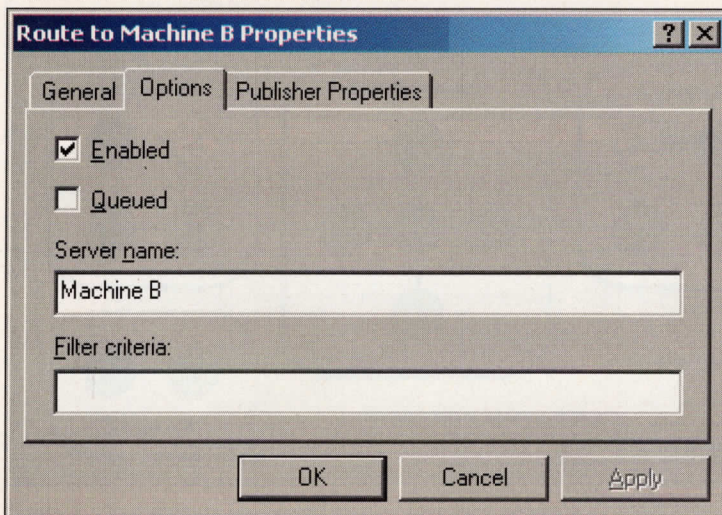 Route to Machine B Properties
General Options Publisher Properties
Enabled
Queued
Server name:
Machine B
Filter criteria:
OK Cancel Apply